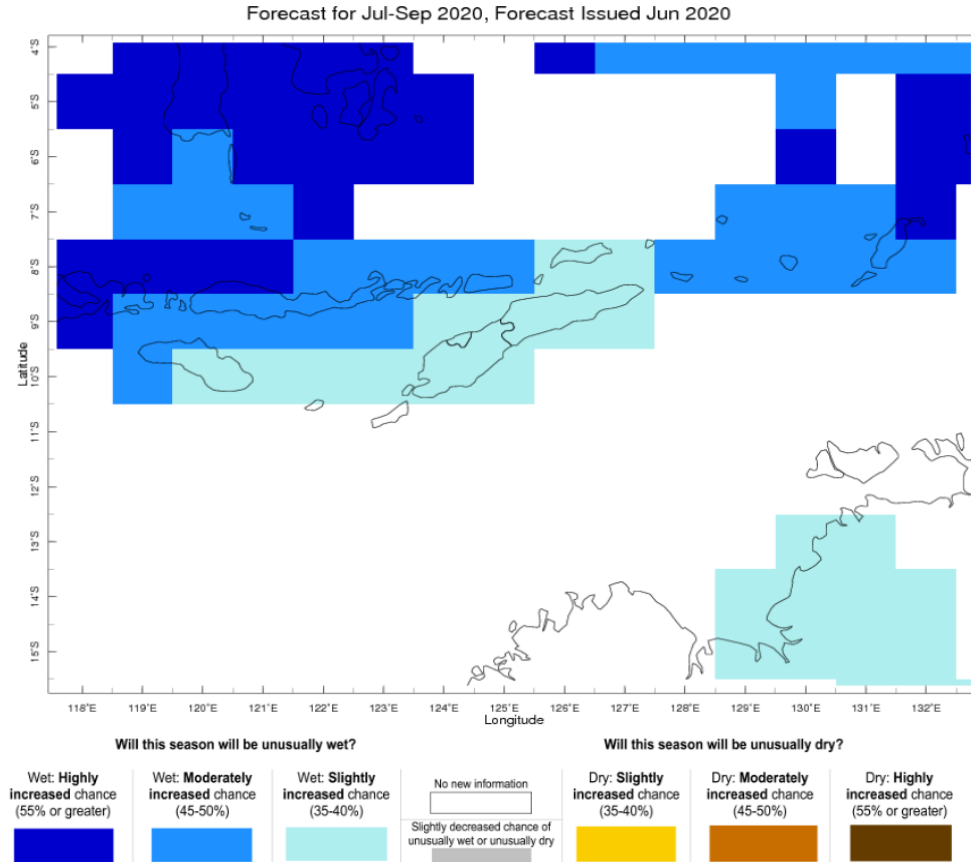 Forecast for Jul-Sep 2020, Forecast Issued Jun 2020
4°S
5°S
6°S
7°S
8°S
9°S
10°S
11°S
12°S
13°S
14°S
15°S
Latitude
118°E 119°E 120°E 121°E 122°E 123°E 124°E 125°E 126°E 127°E 128°E 129°E 130°E 131°E 132°E
Longitude
Will this season will be unusually wet?
Will this season will be unusually dry?
Wet: Highly
increased chance
(55% or greater)
Wet: Moderately
increased chance
(45-50%)
Wet: Slightly
increased chance
(35-40%)
No new information
Slightly decreased chance of
unusually wet or unusually dry
Dry: Slightly
increased chance
(35-40%)
Dry: Moderately
increased chance
(45-50%)
Dry: Highly
increased chance
(55% or greater)